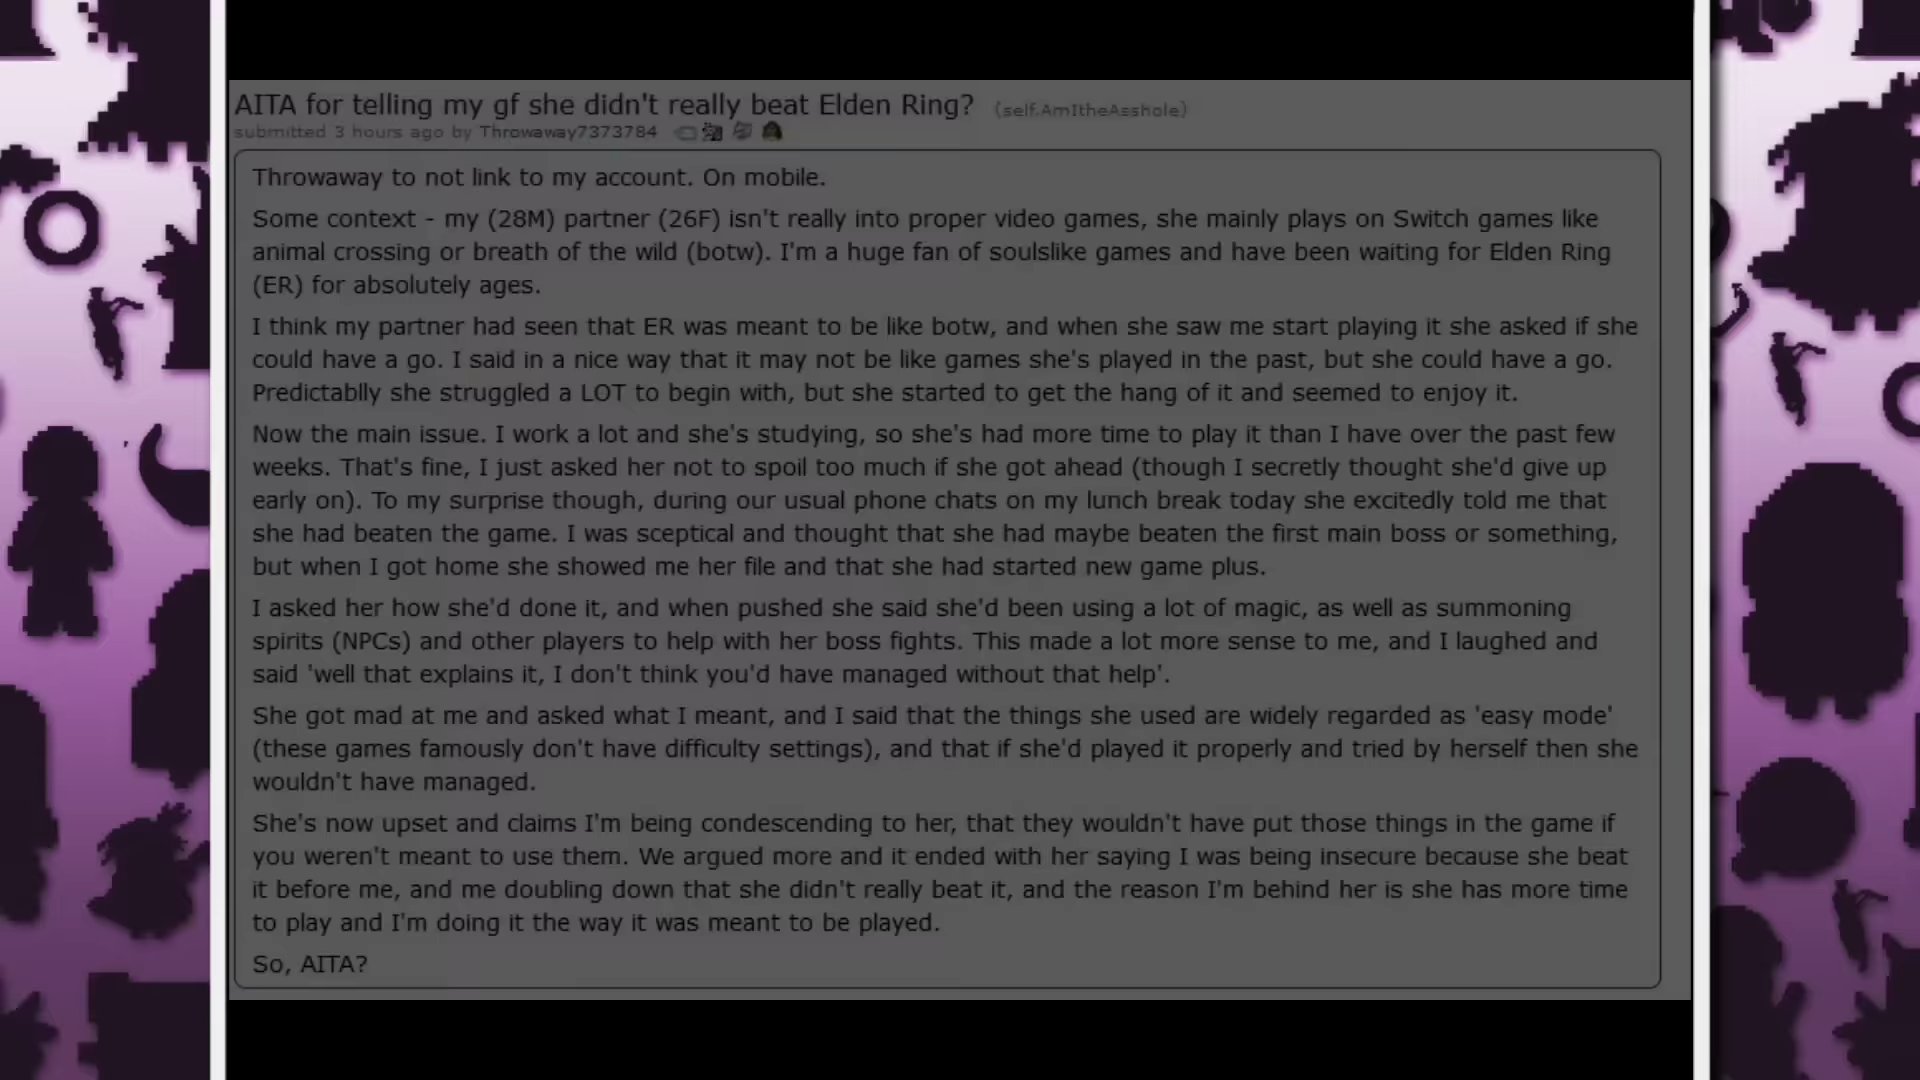 AITA for telling my gf she didn't really beat Elden Ring? (self.AmItheAsshole)
submitted 3 hours ago by Throwaway7373784
Throwaway to not link to my account. On mobile.
Some context - my (28M) partner (26F) isn't really into proper video games, she mainly plays on Switch games like
animal crossing or breath of the wild (botw). I'm a huge fan of soulslike games and have been waiting for Elden Ring
(ER) for absolutely ages.
I think my partner had seen that ER was meant to be like botw, and when she saw me start playing it she asked if she
could have a go. I said in a nice way that it may not be like games she's played in the past, but she could have a go.
Predictablly she struggled a LOT to begin with, but she started to get the hang of it and seemed to enjoy it.
Now the main issue. I work a lot and she's studying, so she's had more time to play it than I have over the past few
weeks. That's fine, I just asked her not to spoil too much if she got ahead (though I secretly thought she'd give up
early on). To my surprise though, during our usual phone chats on my lunch break today she excitedly told me that
she had beaten the game. I was sceptical and thought that she had maybe beaten the first main boss or something,
but when I got home she showed me her file and that she had started new game plus.
I asked her how she'd done it, and when pushed she said she'd been using a lot of magic, as well as summoning
spirits (NPCs) and other players to help with her boss fights. This made a lot more sense to me, and I laughed and
said 'well that explains it, I don't think you'd have managed without that help'.
She got mad at me and asked what I meant, and I said that the things she used are widely regarded as 'easy mode'
(these games famously don't have difficulty settings), and that if she'd played it properly and tried by herself then she
wouldn't have managed.
She's now upset and claims I'm being condescending to her, that they wouldn't have put those things in the game if
you weren't meant to use them. We argued more and it ended with her saying I was being insecure because she beat
it before me, and me doubling down that she didn't really beat it, and the reason I'm behind her is she has more time
to play and I'm doing it the way it was meant to be played.
So, AITA?